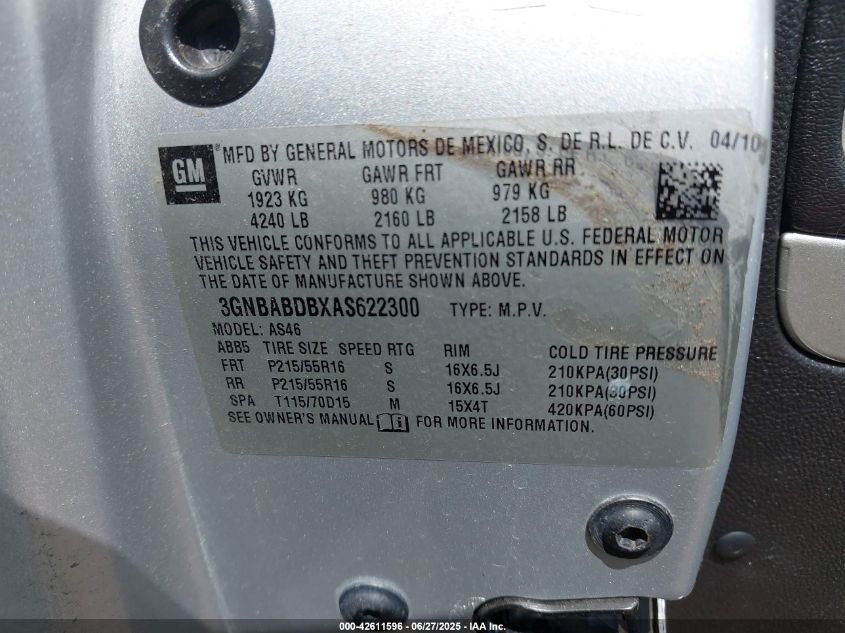 GM ® MFD BY GENERAL MOTORS DE MEXICO, S. DE R.L. DE C.V. 04/10
GVWR GAWR FRT GAWR RR
1923 KG 980 KG 979 KG
4240 LB 2160 LB 2158 LB
THIS VEHICLE CONFORMS TO ALL APPLICABLE U.S. FEDERAL MOTOR
VEHICLE SAFETY AND THEFT PREVENTION STANDARDS IN EFFECT ON
THE DATE OF MANUFACTURE SHOWN ABOVE.
3GNBABDBXAS622300 TYPE: M.P.V.
MODEL: AS46
ABB5 TIRE SIZE SPEED RTG RIM COLD TIRE PRESSURE
FRT P215/55R16 S 16X6.5J 210KPA(30PSI)
RR P215/55R16 S 16X6.5J 210KPA(30PSI)
SPA T115/70D15 M 15X4T 420KPA(60PSI)
SEE OWNER'S MANUAL i FOR MORE INFORMATION.
000-42611596 - 06/27/2025 - IAA Inc.